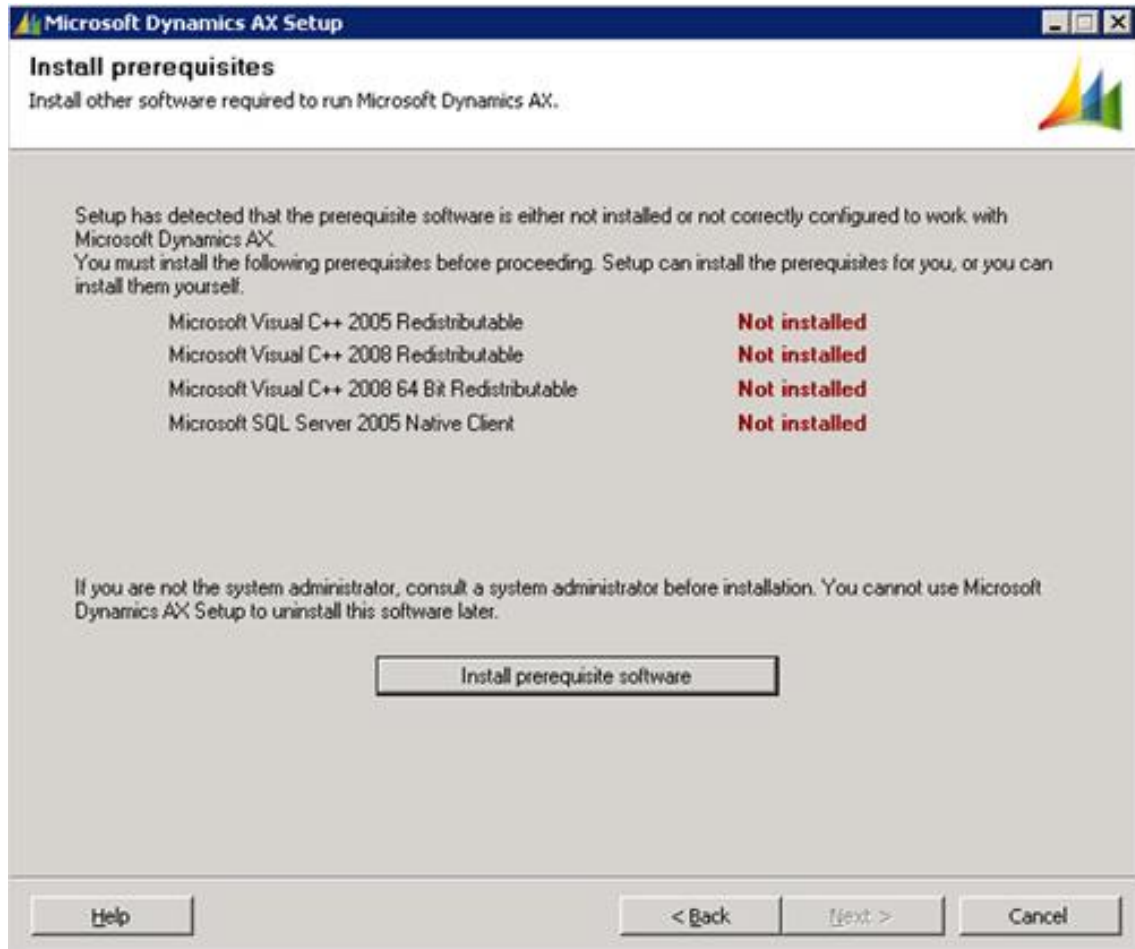 Microsoft Dynamics AX Setup
Install prerequisites
Install other software required to run Microsoft Dynamics AX.
Setup has detected that the prerequisite software is either not installed or not correctly configured to work with
Microsoft Dynamics AX.
You must install the following prerequisites before proceeding. Setup can install the prerequisites for you, or you can
install them yourself.
Microsoft Visual C++ 2005 Redistributable Not installed
Microsoft Visual C++ 2008 Redistributable Not installed
Microsoft Visual C++ 2008 64 Bit Redistributable Not installed
Microsoft SQL Server 2005 Native Client Not installed
If you are not the system administrator, consult a system administrator before installation. You cannot use Microsoft
Dynamics AX Setup to uninstall this software later.
Install prerequisite software
Help < Back Next > Cancel